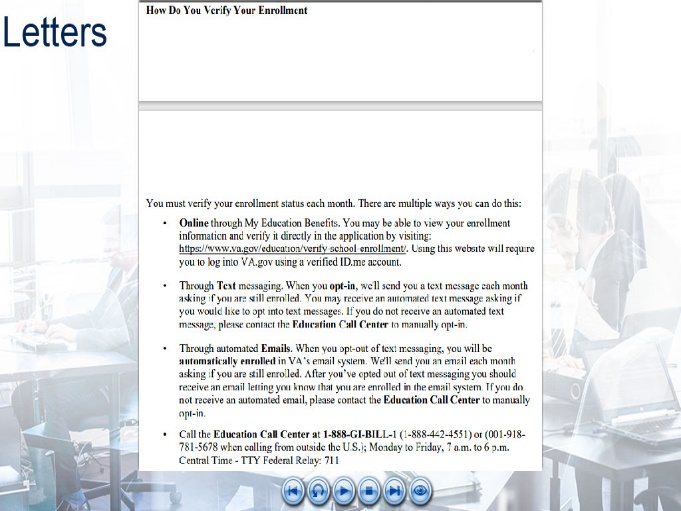 Letters
How Do You Verify Your Enrollment
You must verify your enrollment status each month. There are multiple ways you can do this:
• Online through My Education Benefits. You may be able to view your enrollment
information and verify it directly in the application by visiting:
https://www.va.gov/education/verify-school-enrollment/. Using this website will require
you to log into VA.gov using a verified ID.me account.
• Through Text messaging. When you opt-in, we'll send you a text message each month
asking if you are still enrolled. You may receive an automated text message asking if
you would like to opt into text messages. If you do not receive an automated text
message, please contact the Education Call Center to manually opt-in.
• Through automated Emails. When you opt-out of text messaging, you will be
automatically enrolled in VA's email system. We'll send you an email each month
asking if you are still enrolled. After you've opted out of text messaging you should
receive an email letting you know that you are enrolled in the email system. If you do
not receive an automated email, please contact the Education Call Center to manually
opt-in.
• Call the Education Call Center at 1-888-GI-BILL-1 (1-888-442-4551) or (001-918-
781-5678 when calling from outside the U.S.); Monday to Friday, 7 a.m. to 6 p.m.
Central Time - TTY Federal Relay: 711